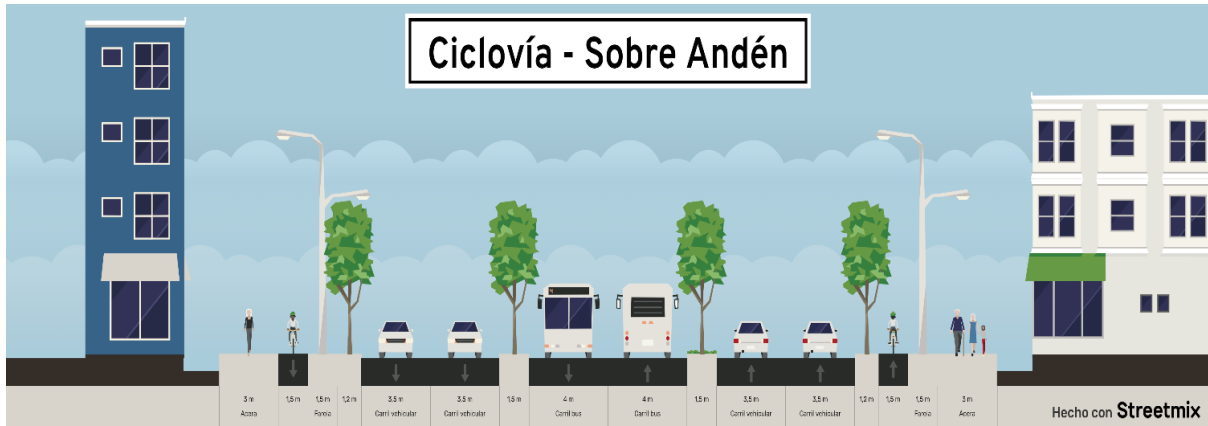 Ciclovía - Sobre Andén
3 m 1,5 m 1,5 m 1,2 m 3,5 m 3,5 m 1,5 m 4 m 4 m 1,5 m 3,5 m 3,5 m 1,2 m 1,5 m 1,5 m 3 m
Acera Farola Carril vehicular Carril vehicular Carril bus Carril bus Carril vehicular Carril vehicular Farola Acera
Hecho con Streetmix